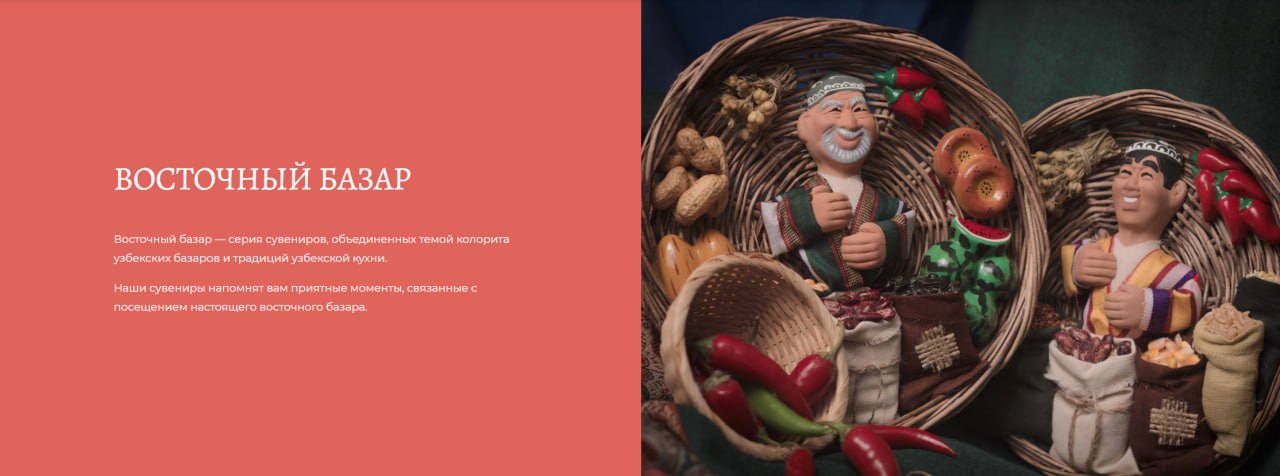 ВОСТОЧНЫЙ БАЗАР
Восточный базар — серия сувениров, объединенных темой колорита
узбекских базаров и традиций узбекской кухни.
Наши сувениры напомнят вам приятные моменты, связанные с
посещением настоящего восточного базара.